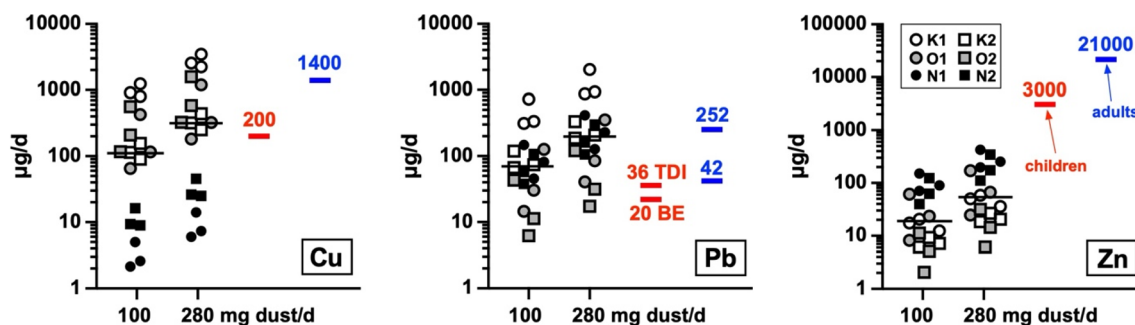 µg/d
10000
1000
100
10
1
1400
200
Cu
100 280 mg dust/d
µg/d
10000
1000
100
10
1
252
42
36 TDI
20 BE
Pb
100 280 mg dust/d
µg/d
100000
10000
1000
100
10
1
K1 K2
O1 O2
N1 N2
21000
3000
adults
children
Zn
100 280 mg dust/d